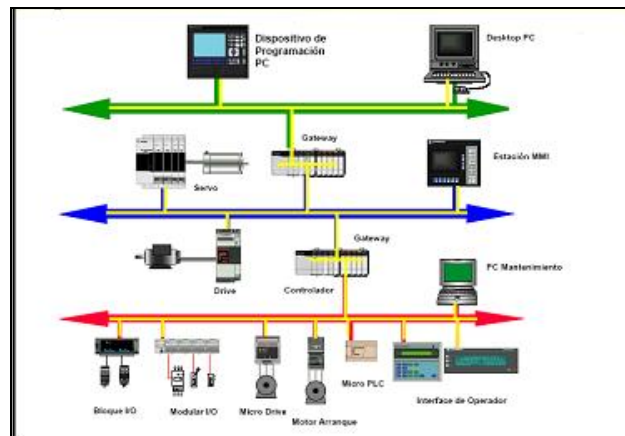 Dispositivo de
Programación
PC
Desktop PC
Gateway
Estación MMI
Servo
Gateway
Drive
Controlador
PC Mantenimiento
Bloque I/O
Modular I/O
Micro Drive
Motor Arranque
Micro PLC
Interface de Operador